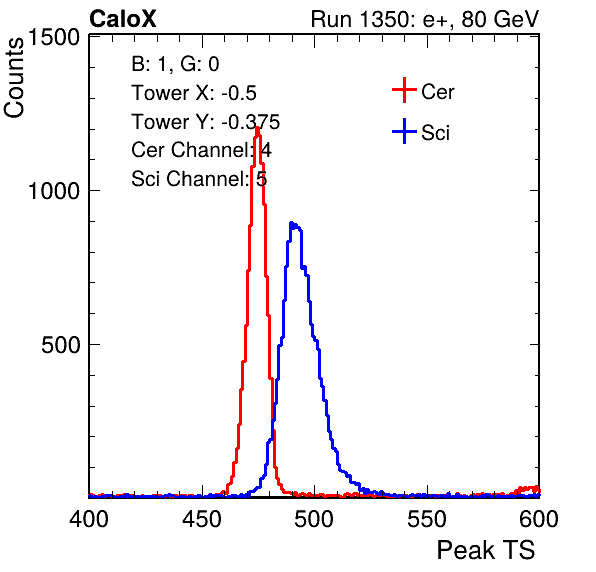 CaloX Run 1350: e+, 80 GeV
Counts
1500
B: 1, G: 0
Tower X: -0.5
Tower Y: -0.375
Cer Channel: 4
Sci Channel: 5
Cer
Sci
1000
500
400 450 500 550 600
Peak TS